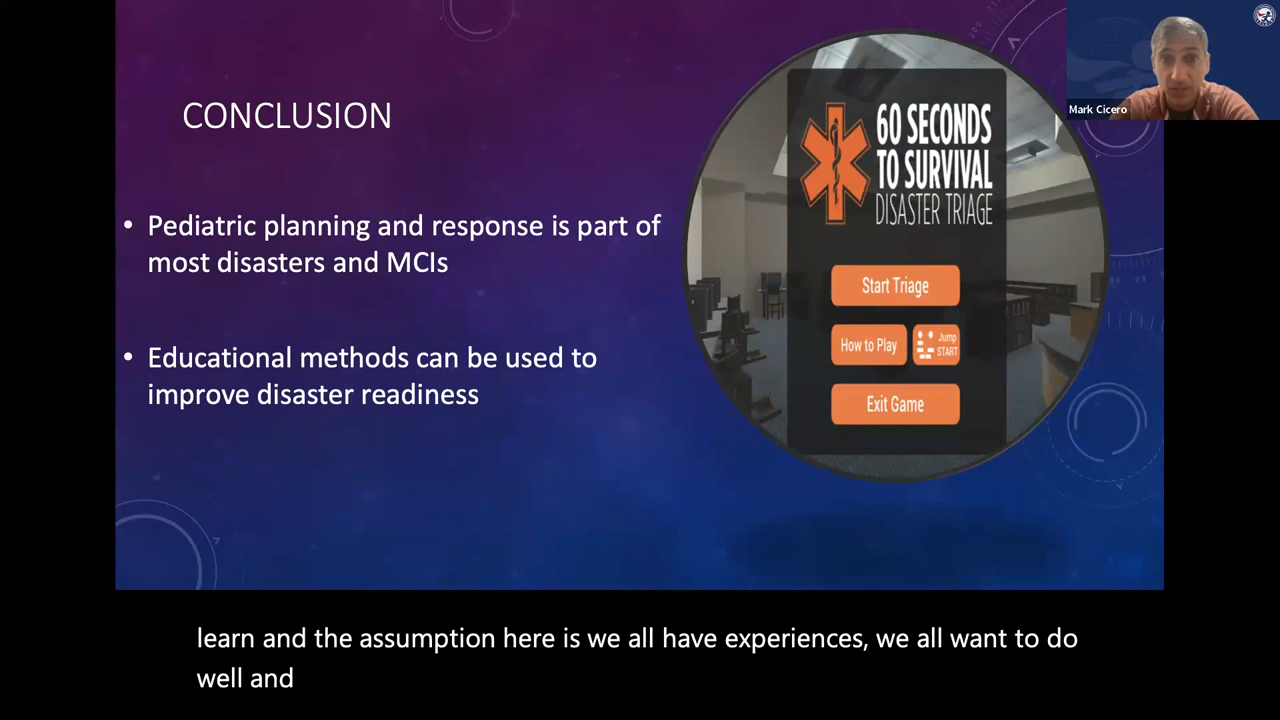 CONCLUSION
• Pediatric planning and response is part of
most disasters and MCIs
• Educational methods can be used to
improve disaster readiness
60 SECONDS
TO SURVIVAL
DISASTER TRIAGE
Start Triage
How to Play
Jump
START
Exit Game
Mark Cicero
learn and the assumption here is we all have experiences, we all want to do
well and